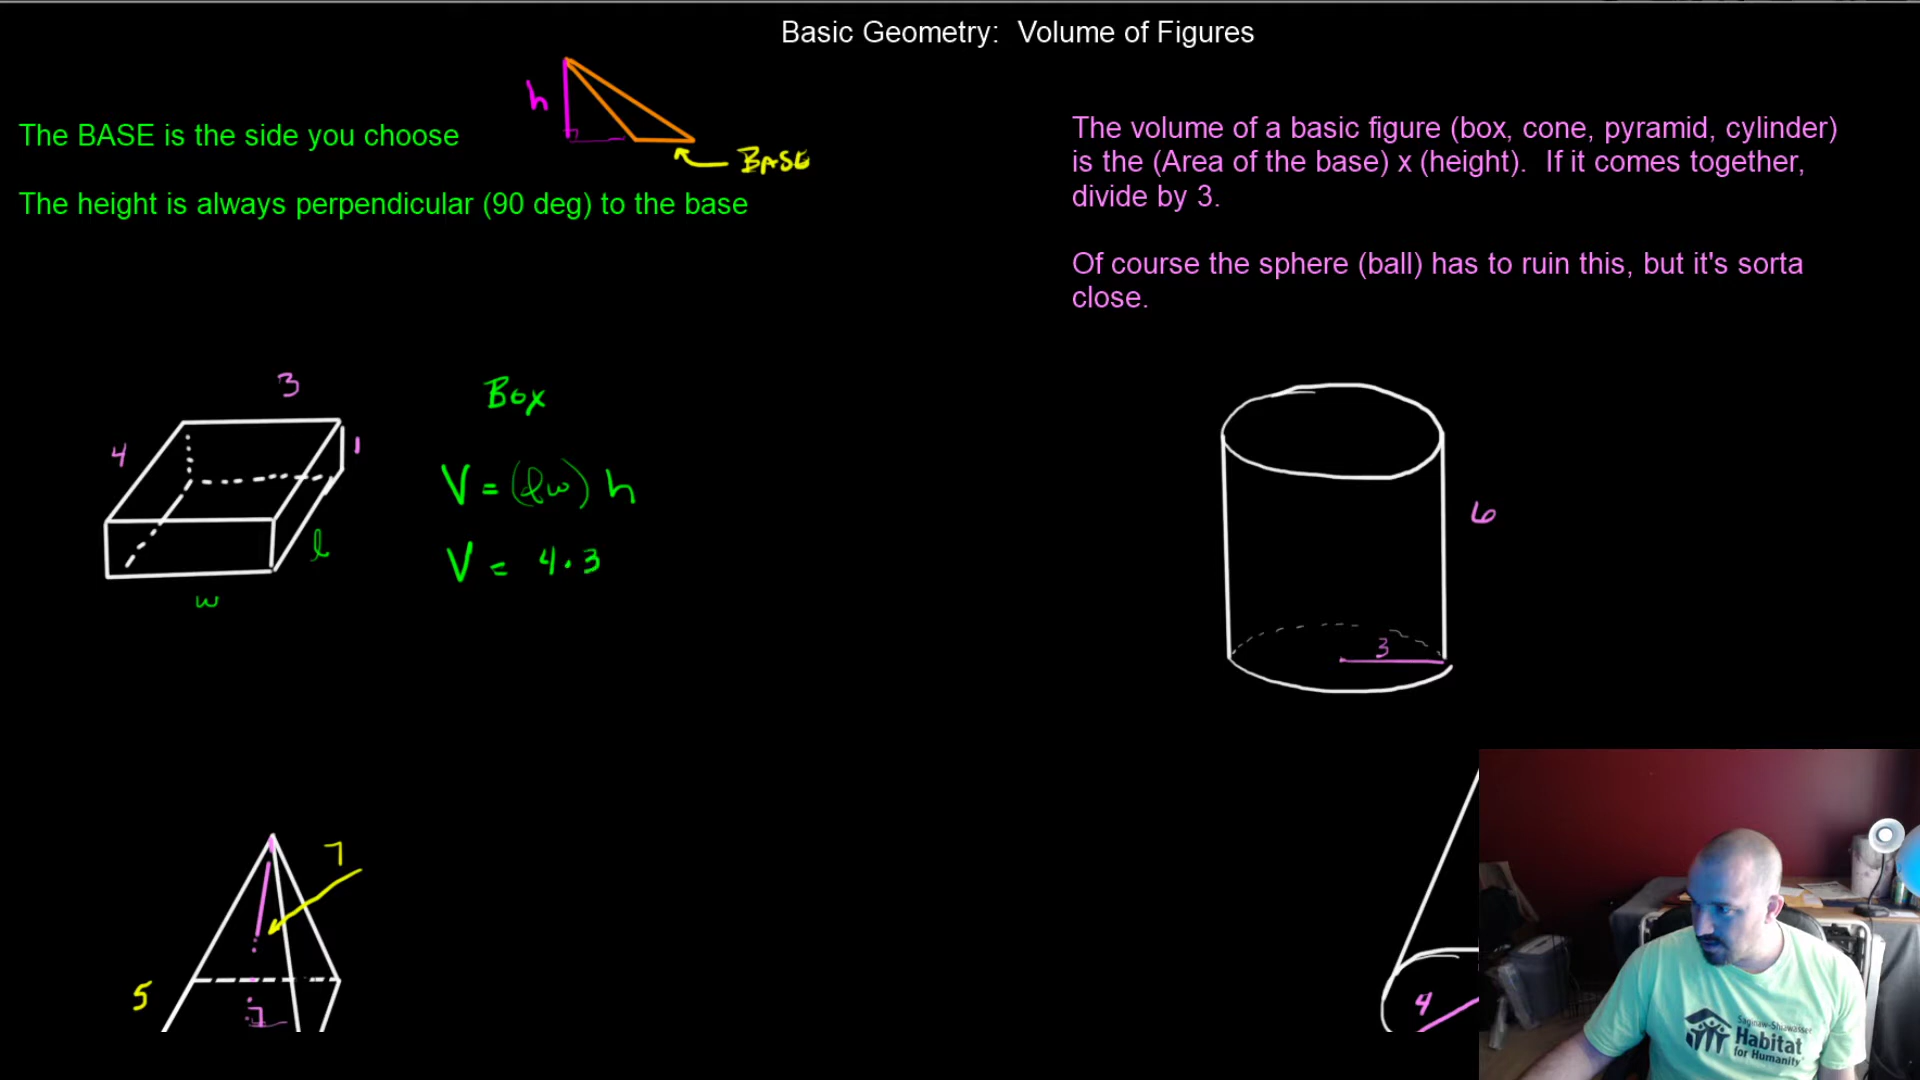 Basic Geometry:  Volume of Figures
h
BASE
The BASE is the side you choose
The height is always perpendicular (90 deg) to the base
The volume of a basic figure (box, cone, pyramid, cylinder)
is the (Area of the base) x (height).  If it comes together,
divide by 3.
Of course the sphere (ball) has to ruin this, but it's sorta
close.
3
4
1
l
w
Box
V = (lw) h
V = 4·3
6
3
7
5
4
Saginaw-Shiawassee
Habitat
for Humanity